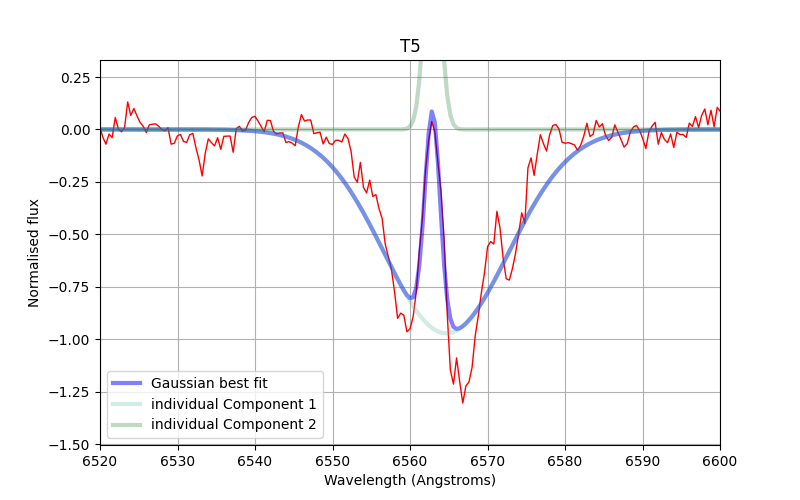 T5
Normalised flux
0.25
0.00
−0.25
−0.50
−0.75
−1.00
−1.25
−1.50
Gaussian best fit
individual Component 1
individual Component 2
6520 6530 6540 6550 6560 6570 6580 6590 6600
Wavelength (Angstroms)